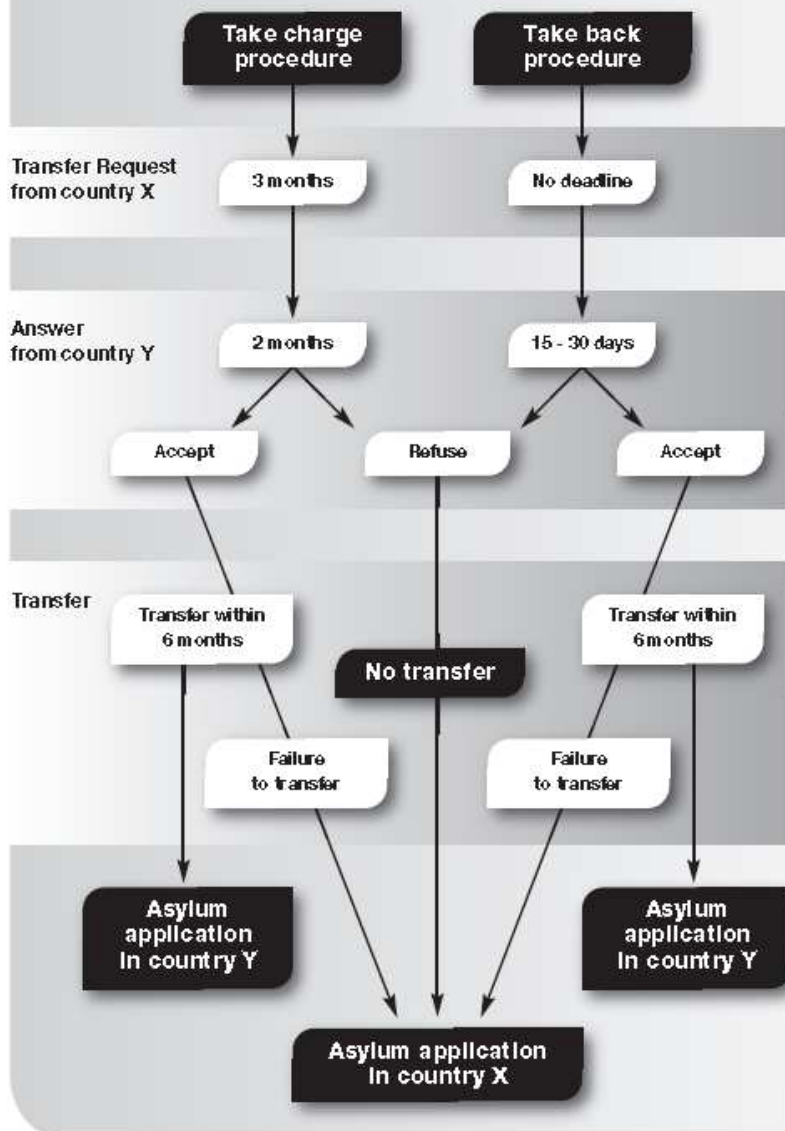 Take charge
procedure
Take back
procedure
Transfer Request
from country X
3 months
No deadline
Answer
from country Y
2 months
15 - 30 days
Accept
Refuse
Accept
Transfer
Transfer within
6 months
Transfer within
6 months
No transfer
Failure
to transfer
Failure
to transfer
Asylum
application
in country Y
Asylum
application
in country Y
Asylum application
in country X